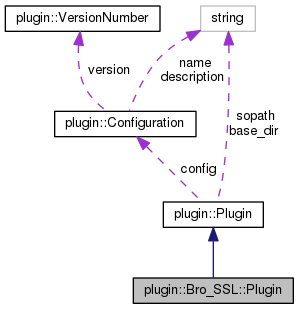 plugin::VersionNumber
string
version
name
description
plugin::Configuration
sopath
base_dir
config
plugin::Plugin
plugin::Bro_SSL::Plugin